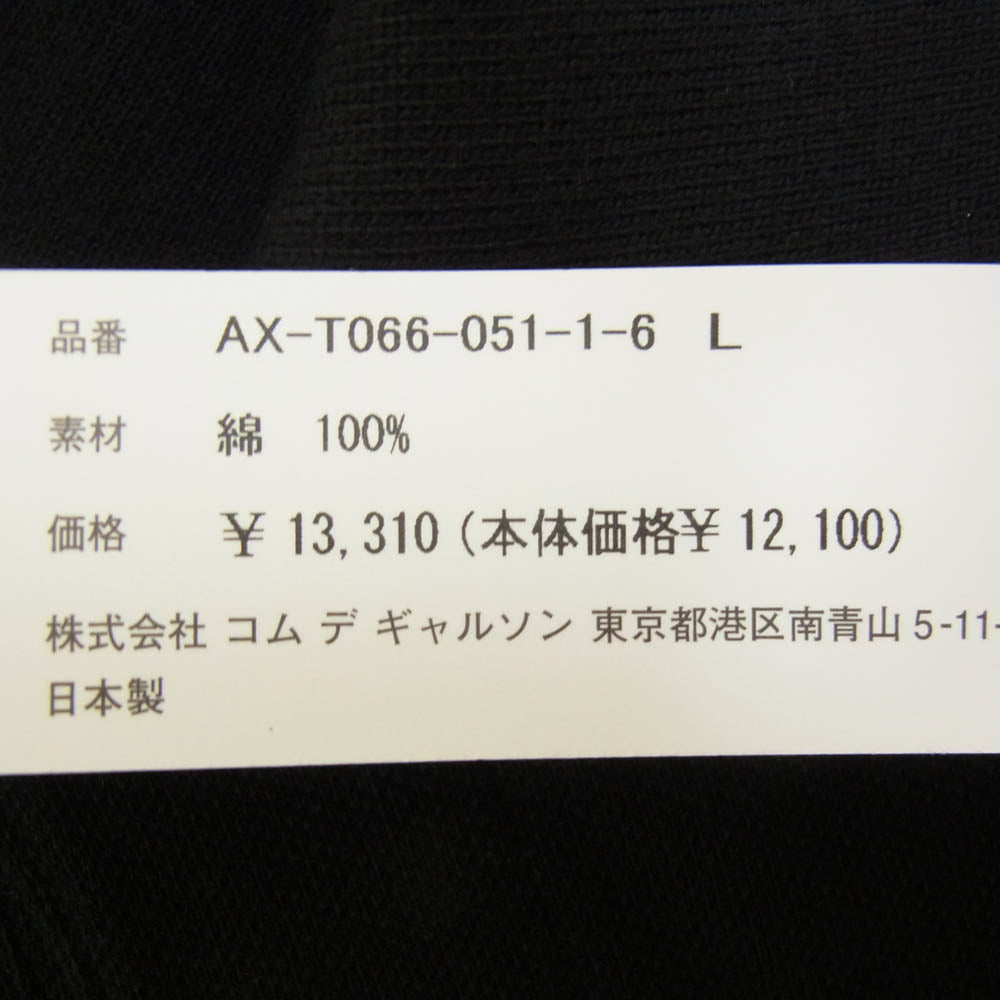 品番 AX-T066-051-1-6 L
素材 綿 100%
価格 ￥ 13,310 (本体価格￥ 12,100)
株式会社 コム デ ギャルソン 東京都港区南青山 5-11-
日本製